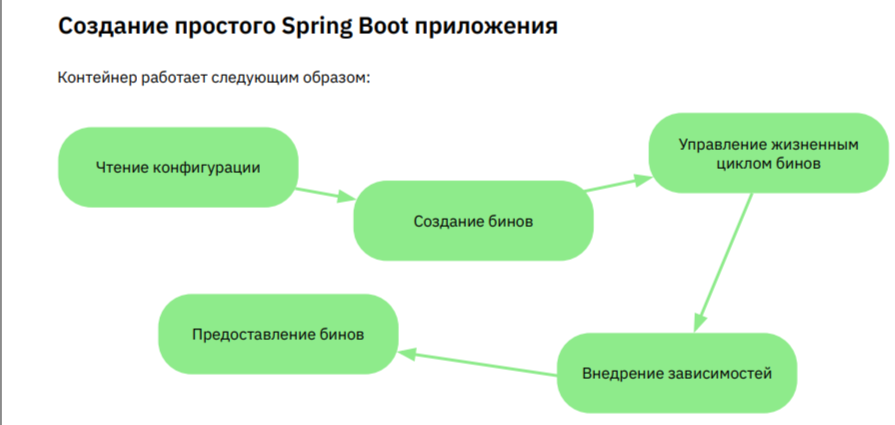 Создание простого Spring Boot приложения
Контейнер работает следующим образом:
Чтение конфигурации
Создание бинов
Управление жизненным
циклом бинов
Внедрение зависимостей
Предоставление бинов